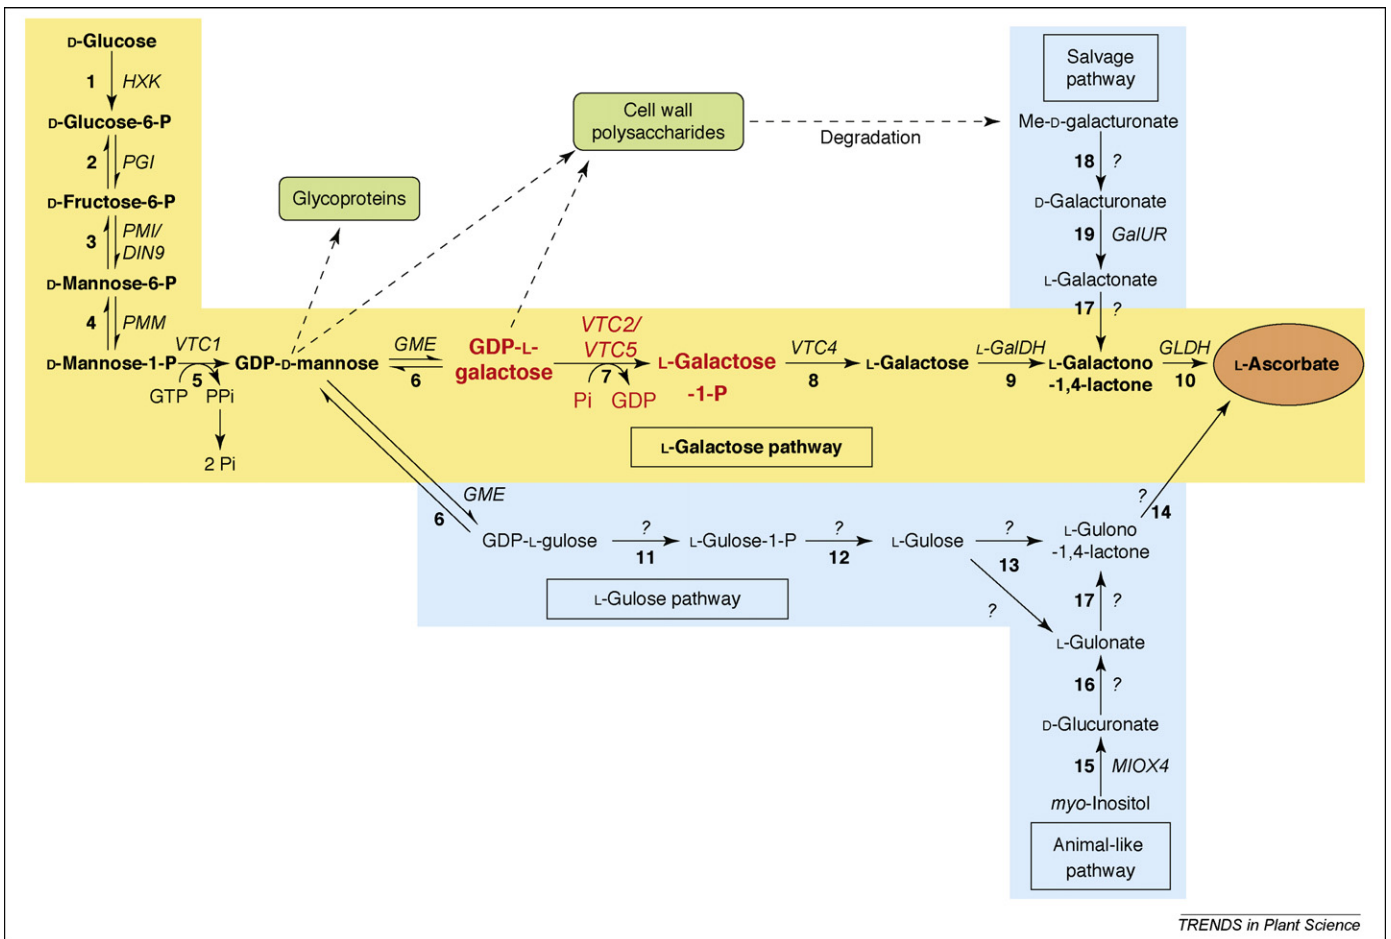 D-Glucose
1 HXK
D-Glucose-6-P
2 PGI
D-Fructose-6-P
3 PMI/
DIN9
D-Mannose-6-P
4 PMM
D-Mannose-1-P
VTC1
5
GTP PPi
2 Pi
GDP-D-mannose
Glycoproteins
Cell wall
polysaccharides
Degradation
GME
6
GDP-L-
galactose
VTC2/
VTC5
7
Pi GDP
L-Galactose
-1-P
VTC4
8
L-Galactose
L-GalDH
9
L-Galactono
-1,4-lactone
GLDH
10
L-Ascorbate
L-Galactose pathway
Salvage
pathway
Me-D-galacturonate
18 ?
D-Galacturonate
19 GalUR
L-Galactonate
17 ?
GME
6
GDP-L-gulose
?
11
L-Gulose-1-P
?
12
L-Gulose
?
13
L-Gulono
-1,4-lactone
?
14
L-Gulose pathway
?
17 ?
L-Gulonate
16 ?
D-Glucuronate
15 MIOX4
myo-Inositol
Animal-like
pathway
TRENDS in Plant Science